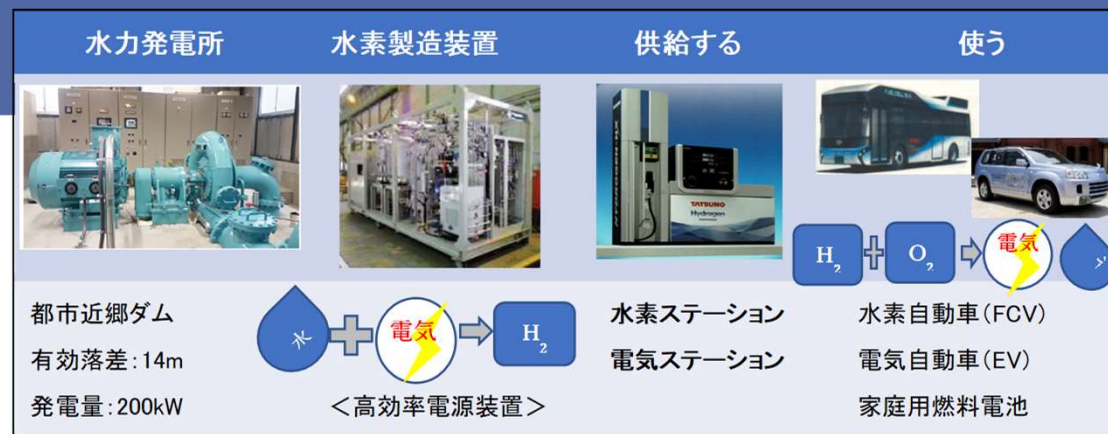 水力発電所
水素製造装置
供給する
使う
TATSUNO
Hydrogen
H₂ + O₂ 電気
都市近郷ダム
有効落差:14m
発電量:200kW
水 + 電気 H₂
<高効率電源装置>
水素ステーション
電気ステーション
水素自動車(FCV)
電気自動車(EV)
家庭用燃料電池